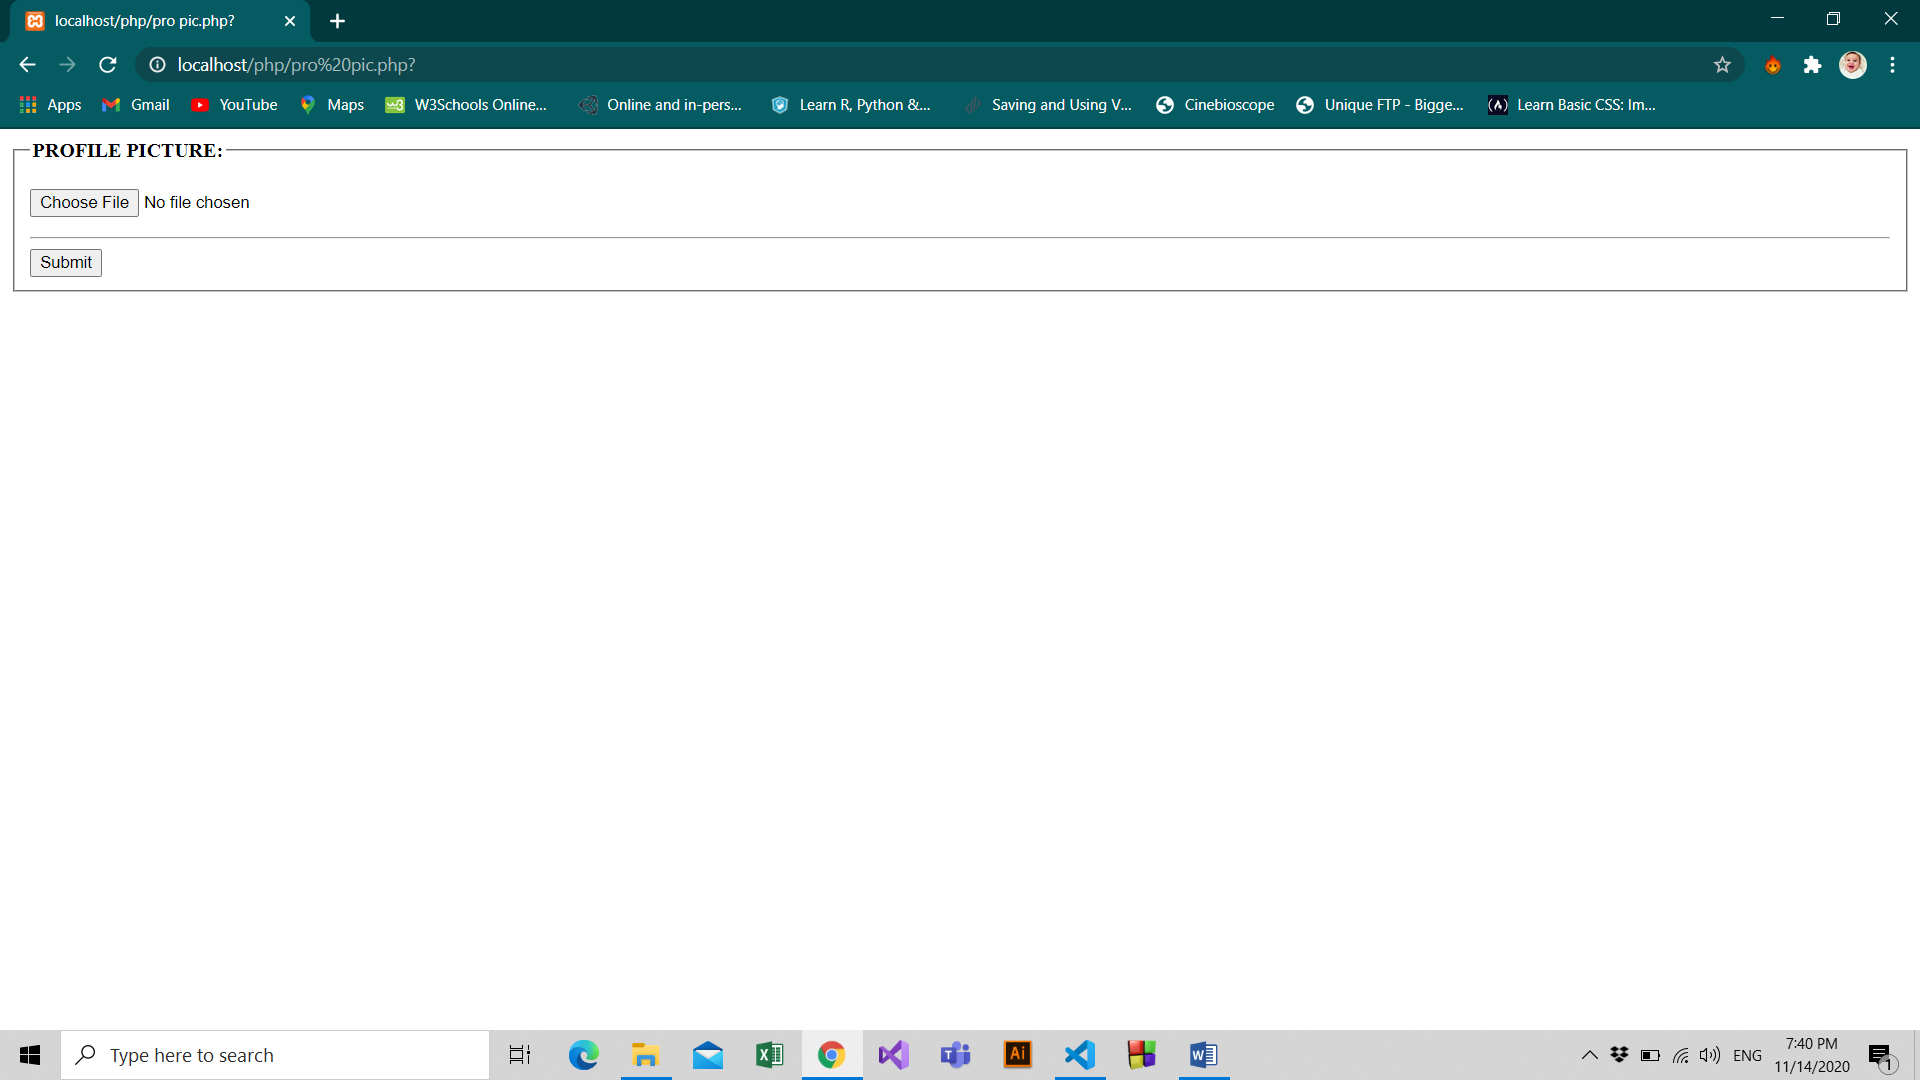 localhost/php/pro pic.php?
localhost/php/pro%20pic.php?
Apps Gmail YouTube Maps W3Schools Online... Online and in-pers... Learn R, Python &... Saving and Using V... Cinebioscope Unique FTP - Bigge... Learn Basic CSS: Im...
PROFILE PICTURE:
Choose File No file chosen
Submit
Type here to search
ENG
7:40 PM
11/14/2020
1